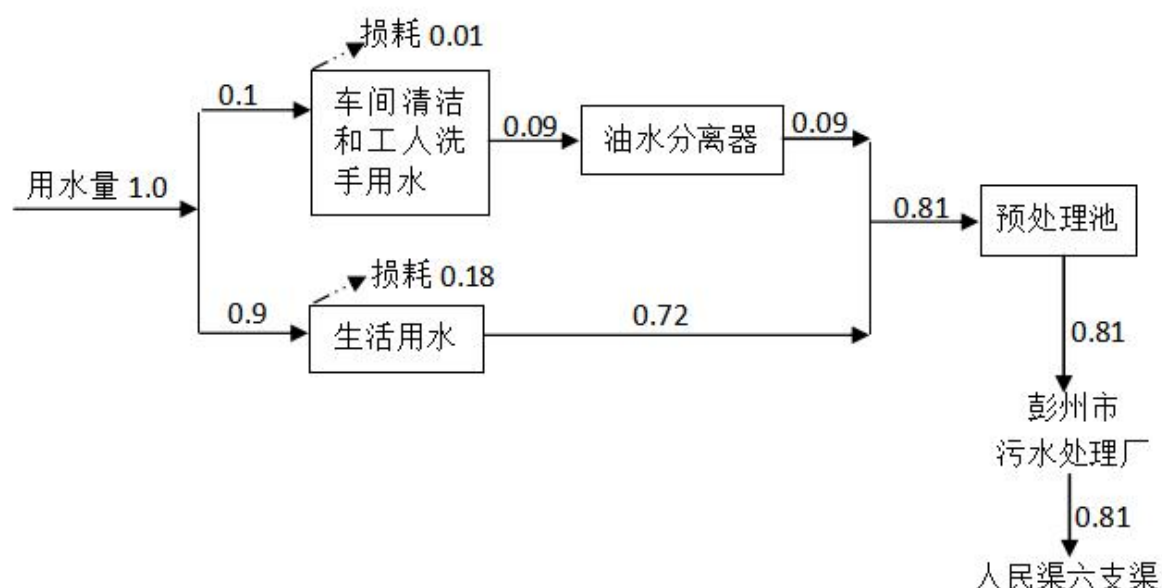 损耗 0.01
0.1
车间清洁
和工人洗
手用水
0.09
油水分离器
0.09
用水量 1.0
0.81
预处理池
损耗 0.18
0.9
生活用水
0.72
0.81
彭州市
污水处理厂
0.81
人民渠六支渠